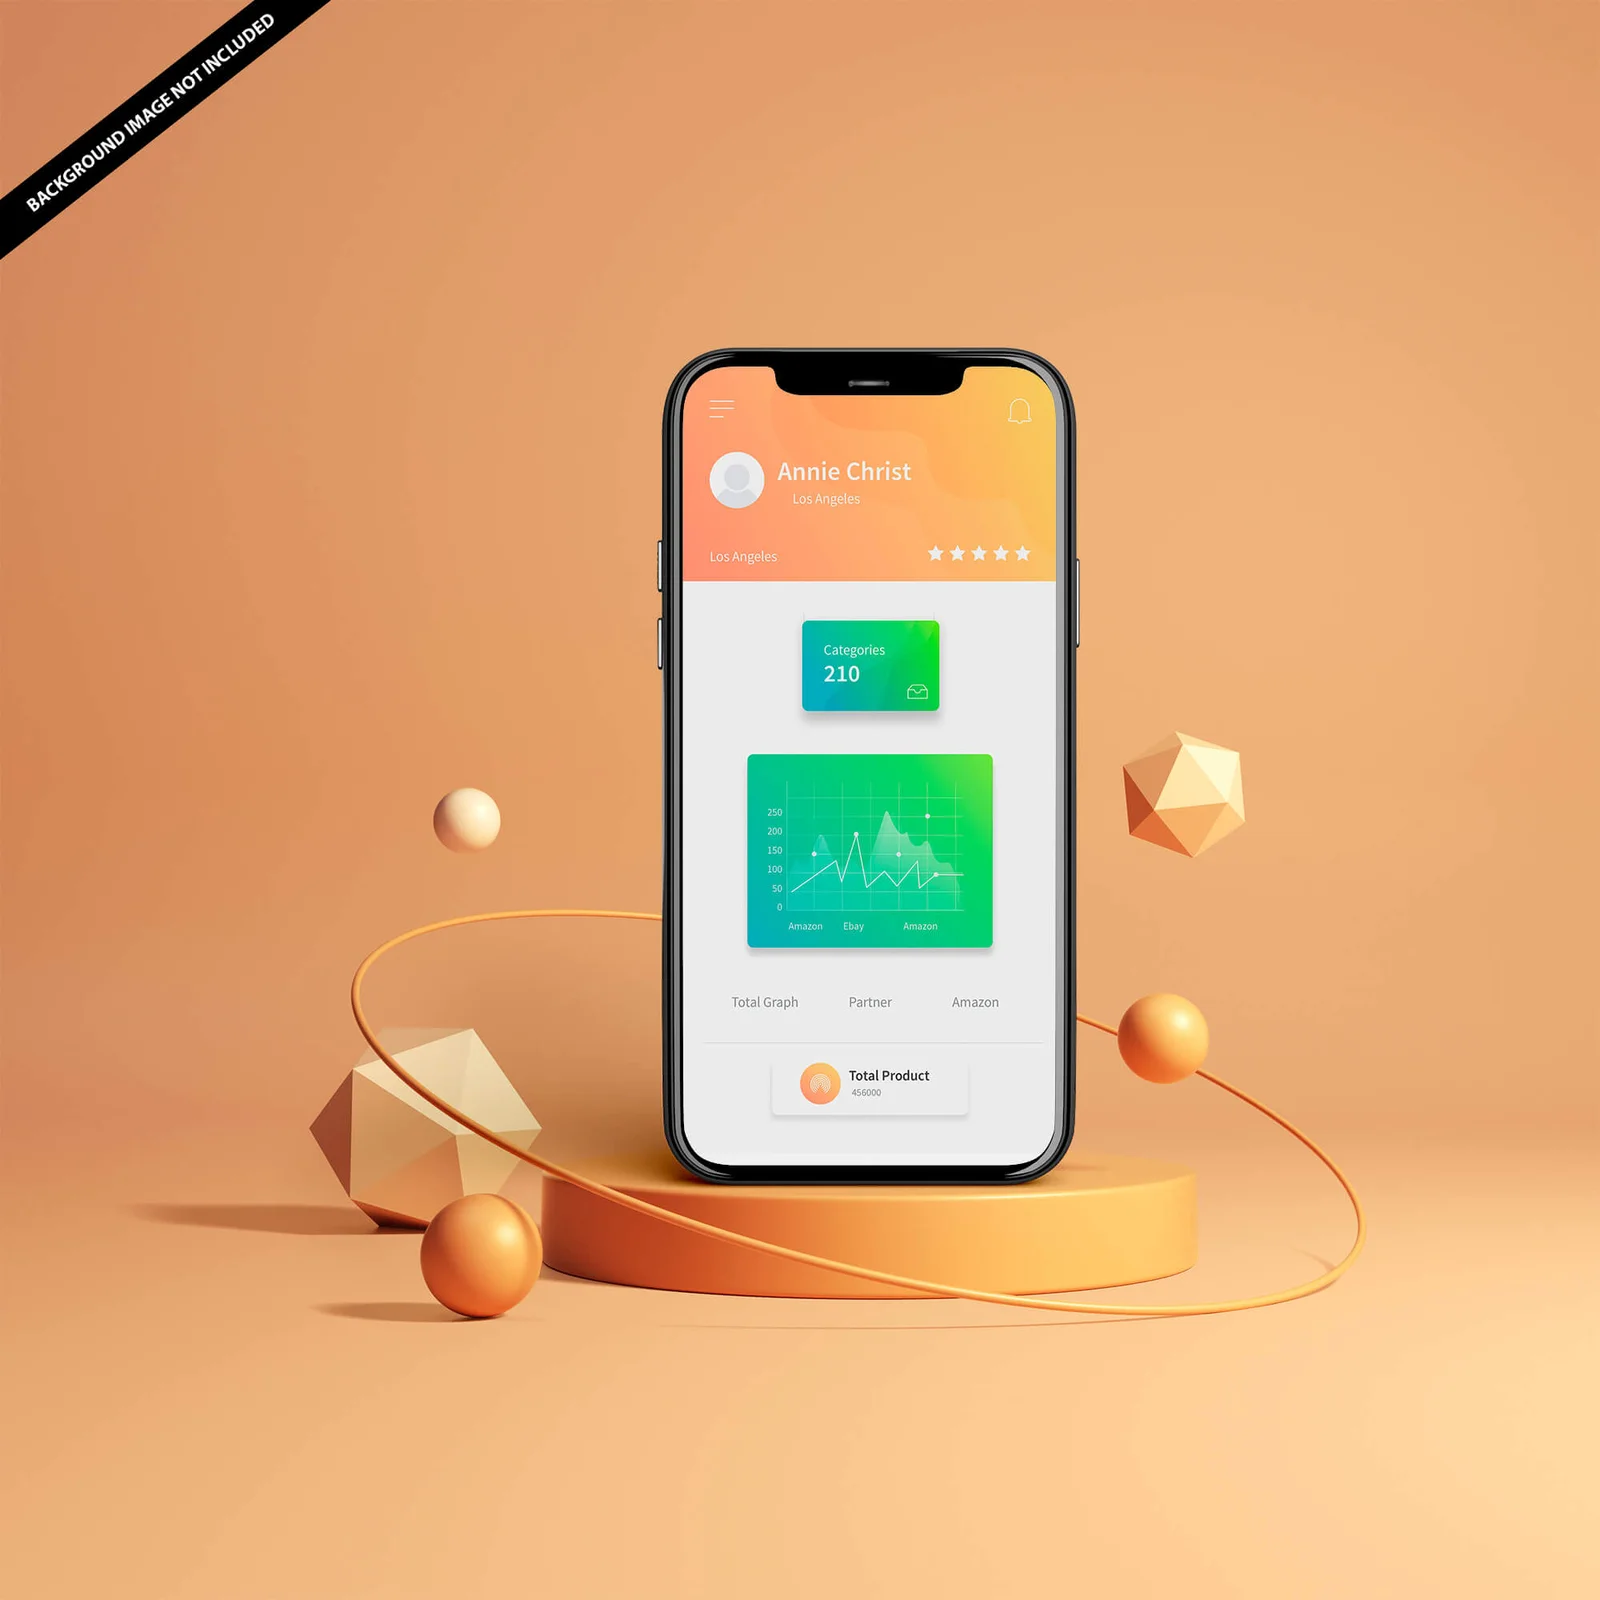 BACKGROUND IMAGE NOT INCLUDED
Annie Christ
Los Angeles
Los Angeles
Categories
210
250
200
150
100
50
0
Amazon Ebay Amazon
Total Graph Partner Amazon
Total Product
456000